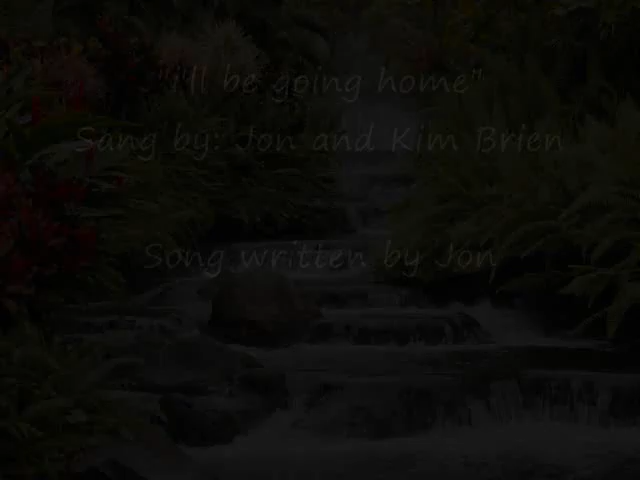 "i'll be going home"
Sang by: Jon and Kim Brien
Song written by Jon